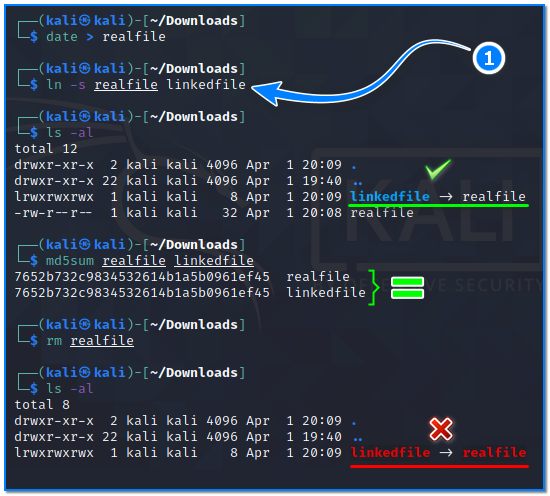 ┌──(kali㉿kali)-[~/Downloads]
└─$ date > realfile
┌──(kali㉿kali)-[~/Downloads]
└─$ ln -s realfile linkedfile
1
┌──(kali㉿kali)-[~/Downloads]
└─$ ls -al
total 12
drwxr-xr-x  2 kali kali 4096 Apr  1 20:09 .
drwxr-xr-x 22 kali kali 4096 Apr  1 19:40 ..
lrwxrwxrwx  1 kali kali    8 Apr  1 20:09 linkedfile → realfile
-rw-r--r--  1 kali kali   32 Apr  1 20:08 realfile
KALI
┌──(kali㉿kali)-[~/Downloads]
└─$ md5sum realfile linkedfile
7652b732c9834532614b1a5b0961ef45  realfile
7652b732c9834532614b1a5b0961ef45  linkedfile
SECURITY
┌──(kali㉿kali)-[~/Downloads]
└─$ rm realfile
┌──(kali㉿kali)-[~/Downloads]
└─$ ls -al
total 8
drwxr-xr-x  2 kali kali 4096 Apr  1 20:09 .
drwxr-xr-x 22 kali kali 4096 Apr  1 19:40 ..
lrwxrwxrwx  1 kali kali    8 Apr  1 20:09 linkedfile → realfile